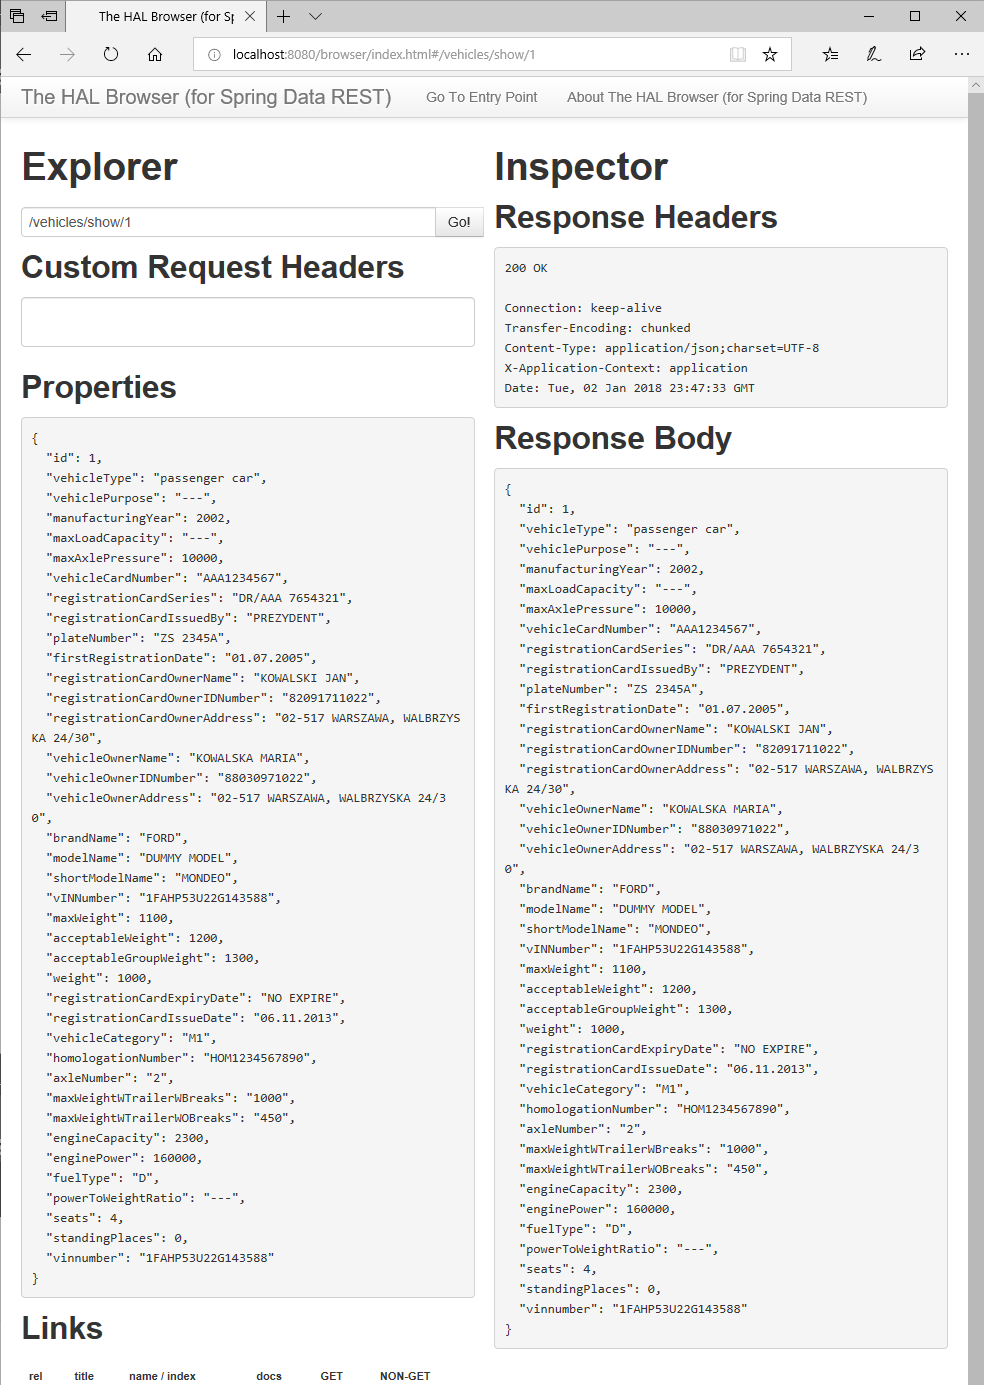 The HAL Browser (for Sp
localhost:8080/browser/index.html#/vehicles/show/1
The HAL Browser (for Spring Data REST) Go To Entry Point About The HAL Browser (for Spring Data REST)
Explorer
/vehicles/show/1 Go!
Custom Request Headers
Properties
{
"id": 1,
"vehicleType": "passenger car",
"vehiclePurpose": "---",
"manufacturingYear": 2002,
"maxLoadCapacity": "---",
"maxAxlePressure": 10000,
"vehicleCardNumber": "AAA1234567",
"registrationCardSeries": "DR/AAA 7654321",
"registrationCardIssuedBy": "PREZYDENT",
"plateNumber": "ZS 2345A",
"firstRegistrationDate": "01.07.2005",
"registrationCardOwnerName": "KOWALSKI JAN",
"registrationCardOwnerIDNumber": "82091711022",
"registrationCardOwnerAddress": "02-517 WARSZAWA, WALBRZYS
KA 24/30",
"vehicleOwnerName": "KOWALSKA MARIA",
"vehicleOwnerIDNumber": "88030971022",
"vehicleOwnerAddress": "02-517 WARSZAWA, WALBRZYSKA 24/3
0",
"brandName": "FORD",
"modelName": "DUMMY MODEL",
"shortModelName": "MONDEO",
"vINNumber": "1FAHP53U22G143588",
"maxWeight": 1100,
"acceptableWeight": 1200,
"acceptableGroupWeight": 1300,
"weight": 1000,
"registrationCardExpiryDate": "NO EXPIRE",
"registrationCardIssueDate": "06.11.2013",
"vehicleCategory": "M1",
"homologationNumber": "HOM1234567890",
"axleNumber": "2",
"maxWeightWTrailerWBreaks": "1000",
"maxWeightWTrailerWOBreaks": "450",
"engineCapacity": 2300,
"enginePower": 160000,
"fuelType": "D",
"powerToWeightRatio": "---",
"seats": 4,
"standingPlaces": 0,
"vinnumber": "1FAHP53U22G143588"
}
Links
rel title name / index docs GET NON-GET
Inspector
Response Headers
200 OK
Connection: keep-alive
Transfer-Encoding: chunked
Content-Type: application/json;charset=UTF-8
X-Application-Context: application
Date: Tue, 02 Jan 2018 23:47:33 GMT
Response Body
{
"id": 1,
"vehicleType": "passenger car",
"vehiclePurpose": "---",
"manufacturingYear": 2002,
"maxLoadCapacity": "---",
"maxAxlePressure": 10000,
"vehicleCardNumber": "AAA1234567",
"registrationCardSeries": "DR/AAA 7654321",
"registrationCardIssuedBy": "PREZYDENT",
"plateNumber": "ZS 2345A",
"firstRegistrationDate": "01.07.2005",
"registrationCardOwnerName": "KOWALSKI JAN",
"registrationCardOwnerIDNumber": "82091711022",
"registrationCardOwnerAddress": "02-517 WARSZAWA, WALBRZYS
KA 24/30",
"vehicleOwnerName": "KOWALSKA MARIA",
"vehicleOwnerIDNumber": "88030971022",
"vehicleOwnerAddress": "02-517 WARSZAWA, WALBRZYSKA 24/3
0",
"brandName": "FORD",
"modelName": "DUMMY MODEL",
"shortModelName": "MONDEO",
"vINNumber": "1FAHP53U22G143588",
"maxWeight": 1100,
"acceptableWeight": 1200,
"acceptableGroupWeight": 1300,
"weight": 1000,
"registrationCardExpiryDate": "NO EXPIRE",
"registrationCardIssueDate": "06.11.2013",
"vehicleCategory": "M1",
"homologationNumber": "HOM1234567890",
"axleNumber": "2",
"maxWeightWTrailerWBreaks": "1000",
"maxWeightWTrailerWOBreaks": "450",
"engineCapacity": 2300,
"enginePower": 160000,
"fuelType": "D",
"powerToWeightRatio": "---",
"seats": 4,
"standingPlaces": 0,
"vinnumber": "1FAHP53U22G143588"
}